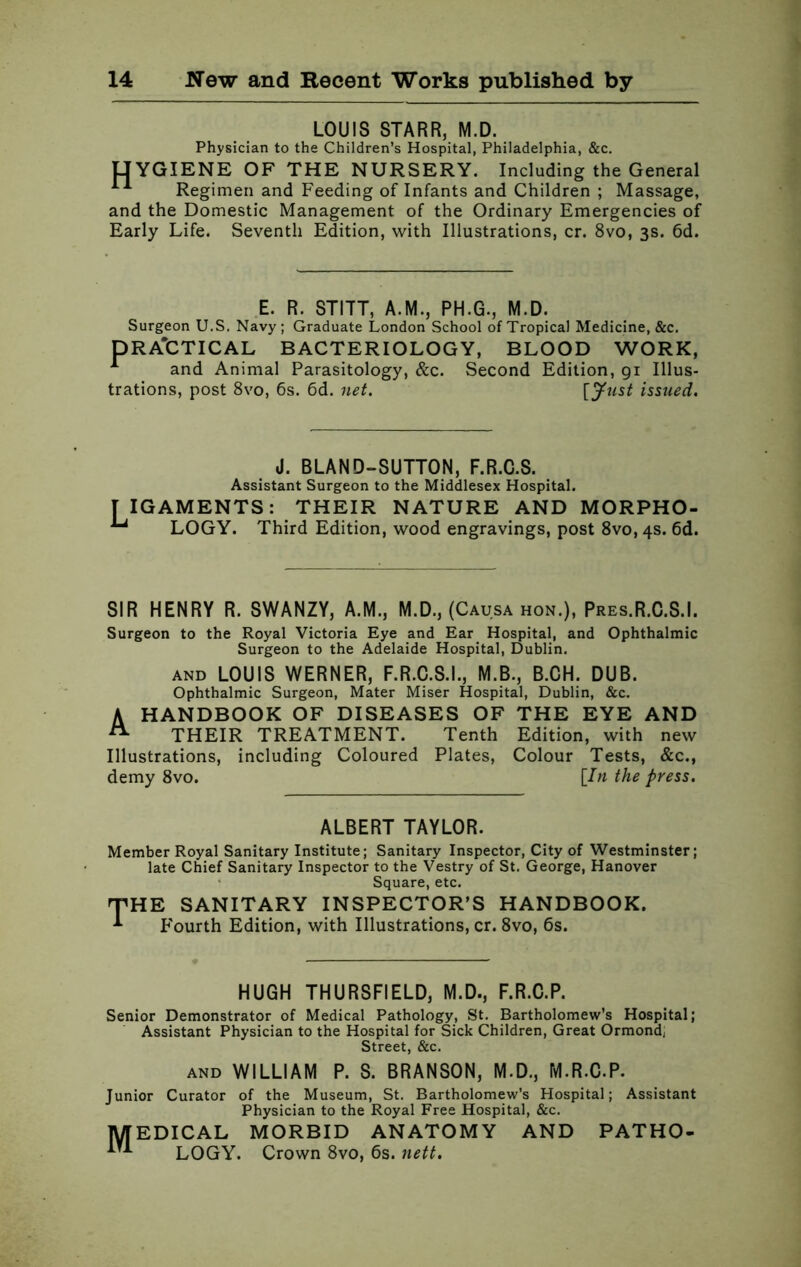 14 New and Recent Works published by
LOUIS STARR, M.D.
Physician to the Children's Hospital, Philadelphia, &c.
HYGIENE OF THE NURSERY. Including the General
Regimen and Feeding of Infants and Children ; Massage,
and the Domestic Management of the Ordinary Emergencies of
Early Life. Seventh Edition, with Illustrations, cr. 8vo, 3s. 6d.
E. R. STITT, A.M., PH.G., M.D.
Surgeon U.S. Navy ; Graduate London School of Tropical Medicine, &c.
PRACTICAL BACTERIOLOGY, BLOOD WORK,
and Animal Parasitology, &c. Second Edition, 91 Illus-
trations, post 8vo, 6s. 6d. net. [Just issued.
J. BLAND-SUTTON, F.R.C.S.
Assistant Surgeon to the Middlesex Hospital.
LIGAMENTS: THEIR NATURE AND MORPHO-
LOGY. Third Edition, wood engravings, post 8vo, 4s. 6d.
SIR HENRY R. SWANZY, A.M., M.D., (Causa hon.), Pres.R.C.S.I.
Surgeon to the Royal Victoria Eye and Ear Hospital, and Ophthalmic
Surgeon to the Adelaide Hospital, Dublin.
AND LOUIS WERNER, F.R.C.S.I., M.B., B.CH. DUB.
Ophthalmic Surgeon, Mater Miser Hospital, Dublin, &c.
A HANDBOOK OF DISEASES OF THE EYE AND
THEIR TREATMENT. Tenth Edition, with new
Illustrations, including Coloured Plates, Colour Tests, &c.,
demy 8vo. [In the press.
ALBERT TAYLOR.
Member Royal Sanitary Institute; Sanitary Inspector, City of Westminster;
late Chief Sanitary Inspector to the Vestry of St. George, Hanover
Square, etc.
THE SANITARY INSPECTOR'S HANDBOOK.
Fourth Edition, with Illustrations, cr. 8vo, 6s.
HUGH THURSFIELD, M.D., F.R.C.P.
Senior Demonstrator of Medical Pathology, St. Bartholomew's Hospital;
Assistant Physician to the Hospital for Sick Children, Great Ormond;
Street, &c.
AND WILLIAM P. S. BRANSON, M.D., M.R.C.P.
Junior Curator of the Museum, St. Bartholomew's Hospital; Assistant
Physician to the Royal Free Hospital, &c.
MEDICAL MORBID ANATOMY AND PATHO-
LOGY. Crown 8vo, 6s. nett.